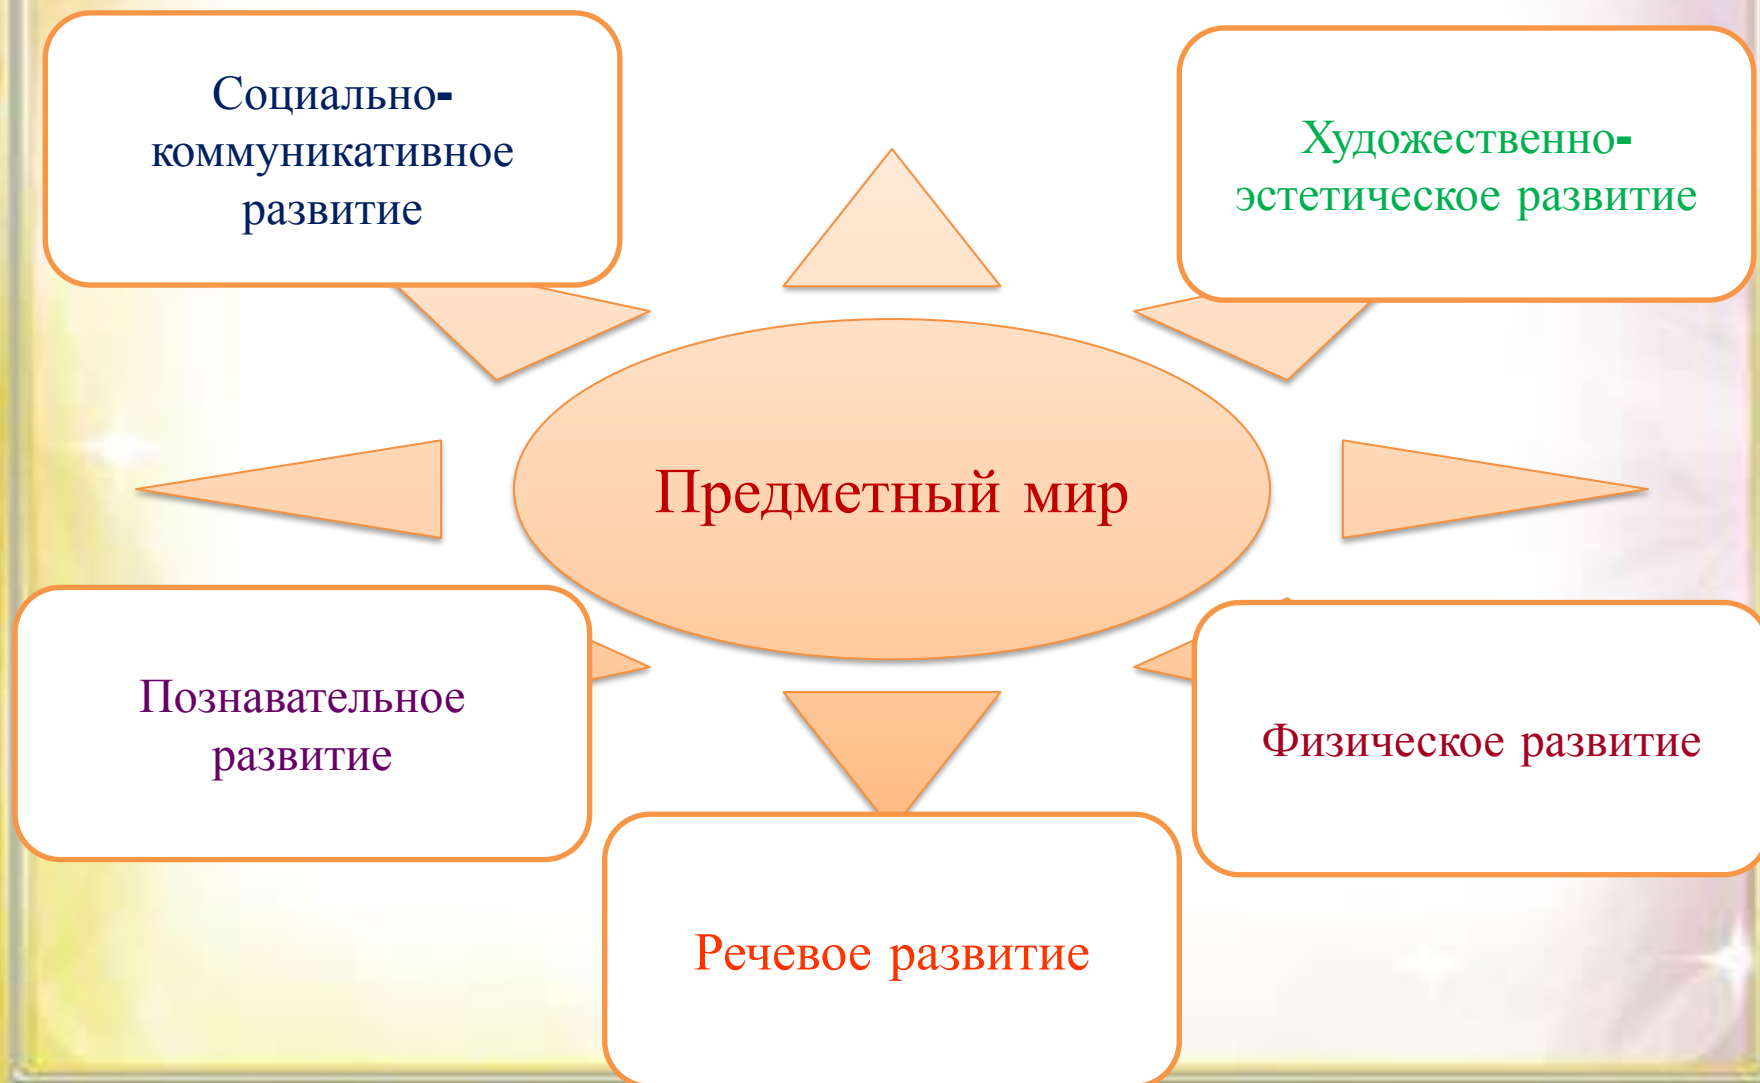 Социально-
коммуникативное
развитие
Художественно-
эстетическое развитие
Предметный мир
Познавательное
развитие
Физическое развитие
Речевое развитие